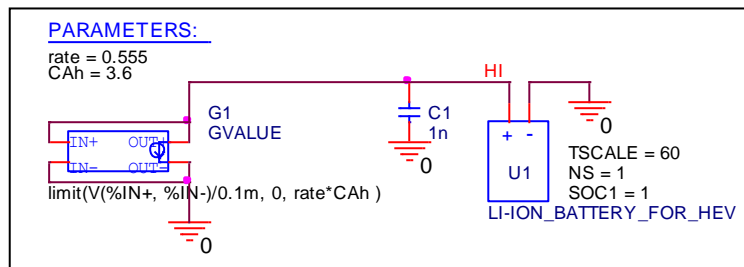 PARAMETERS:
rate = 0.555
CAh = 3.6
HI
G1
GVALUE
C1
1n
IN+ OUT+
IN- OUT-
+ -
U1
0
0
0
0
TSCALE = 60
NS = 1
SOC1 = 1
limit(V(%IN+, %IN-)/0.1m, 0, rate*CAh )
LI-ION_BATTERY_FOR_HEV